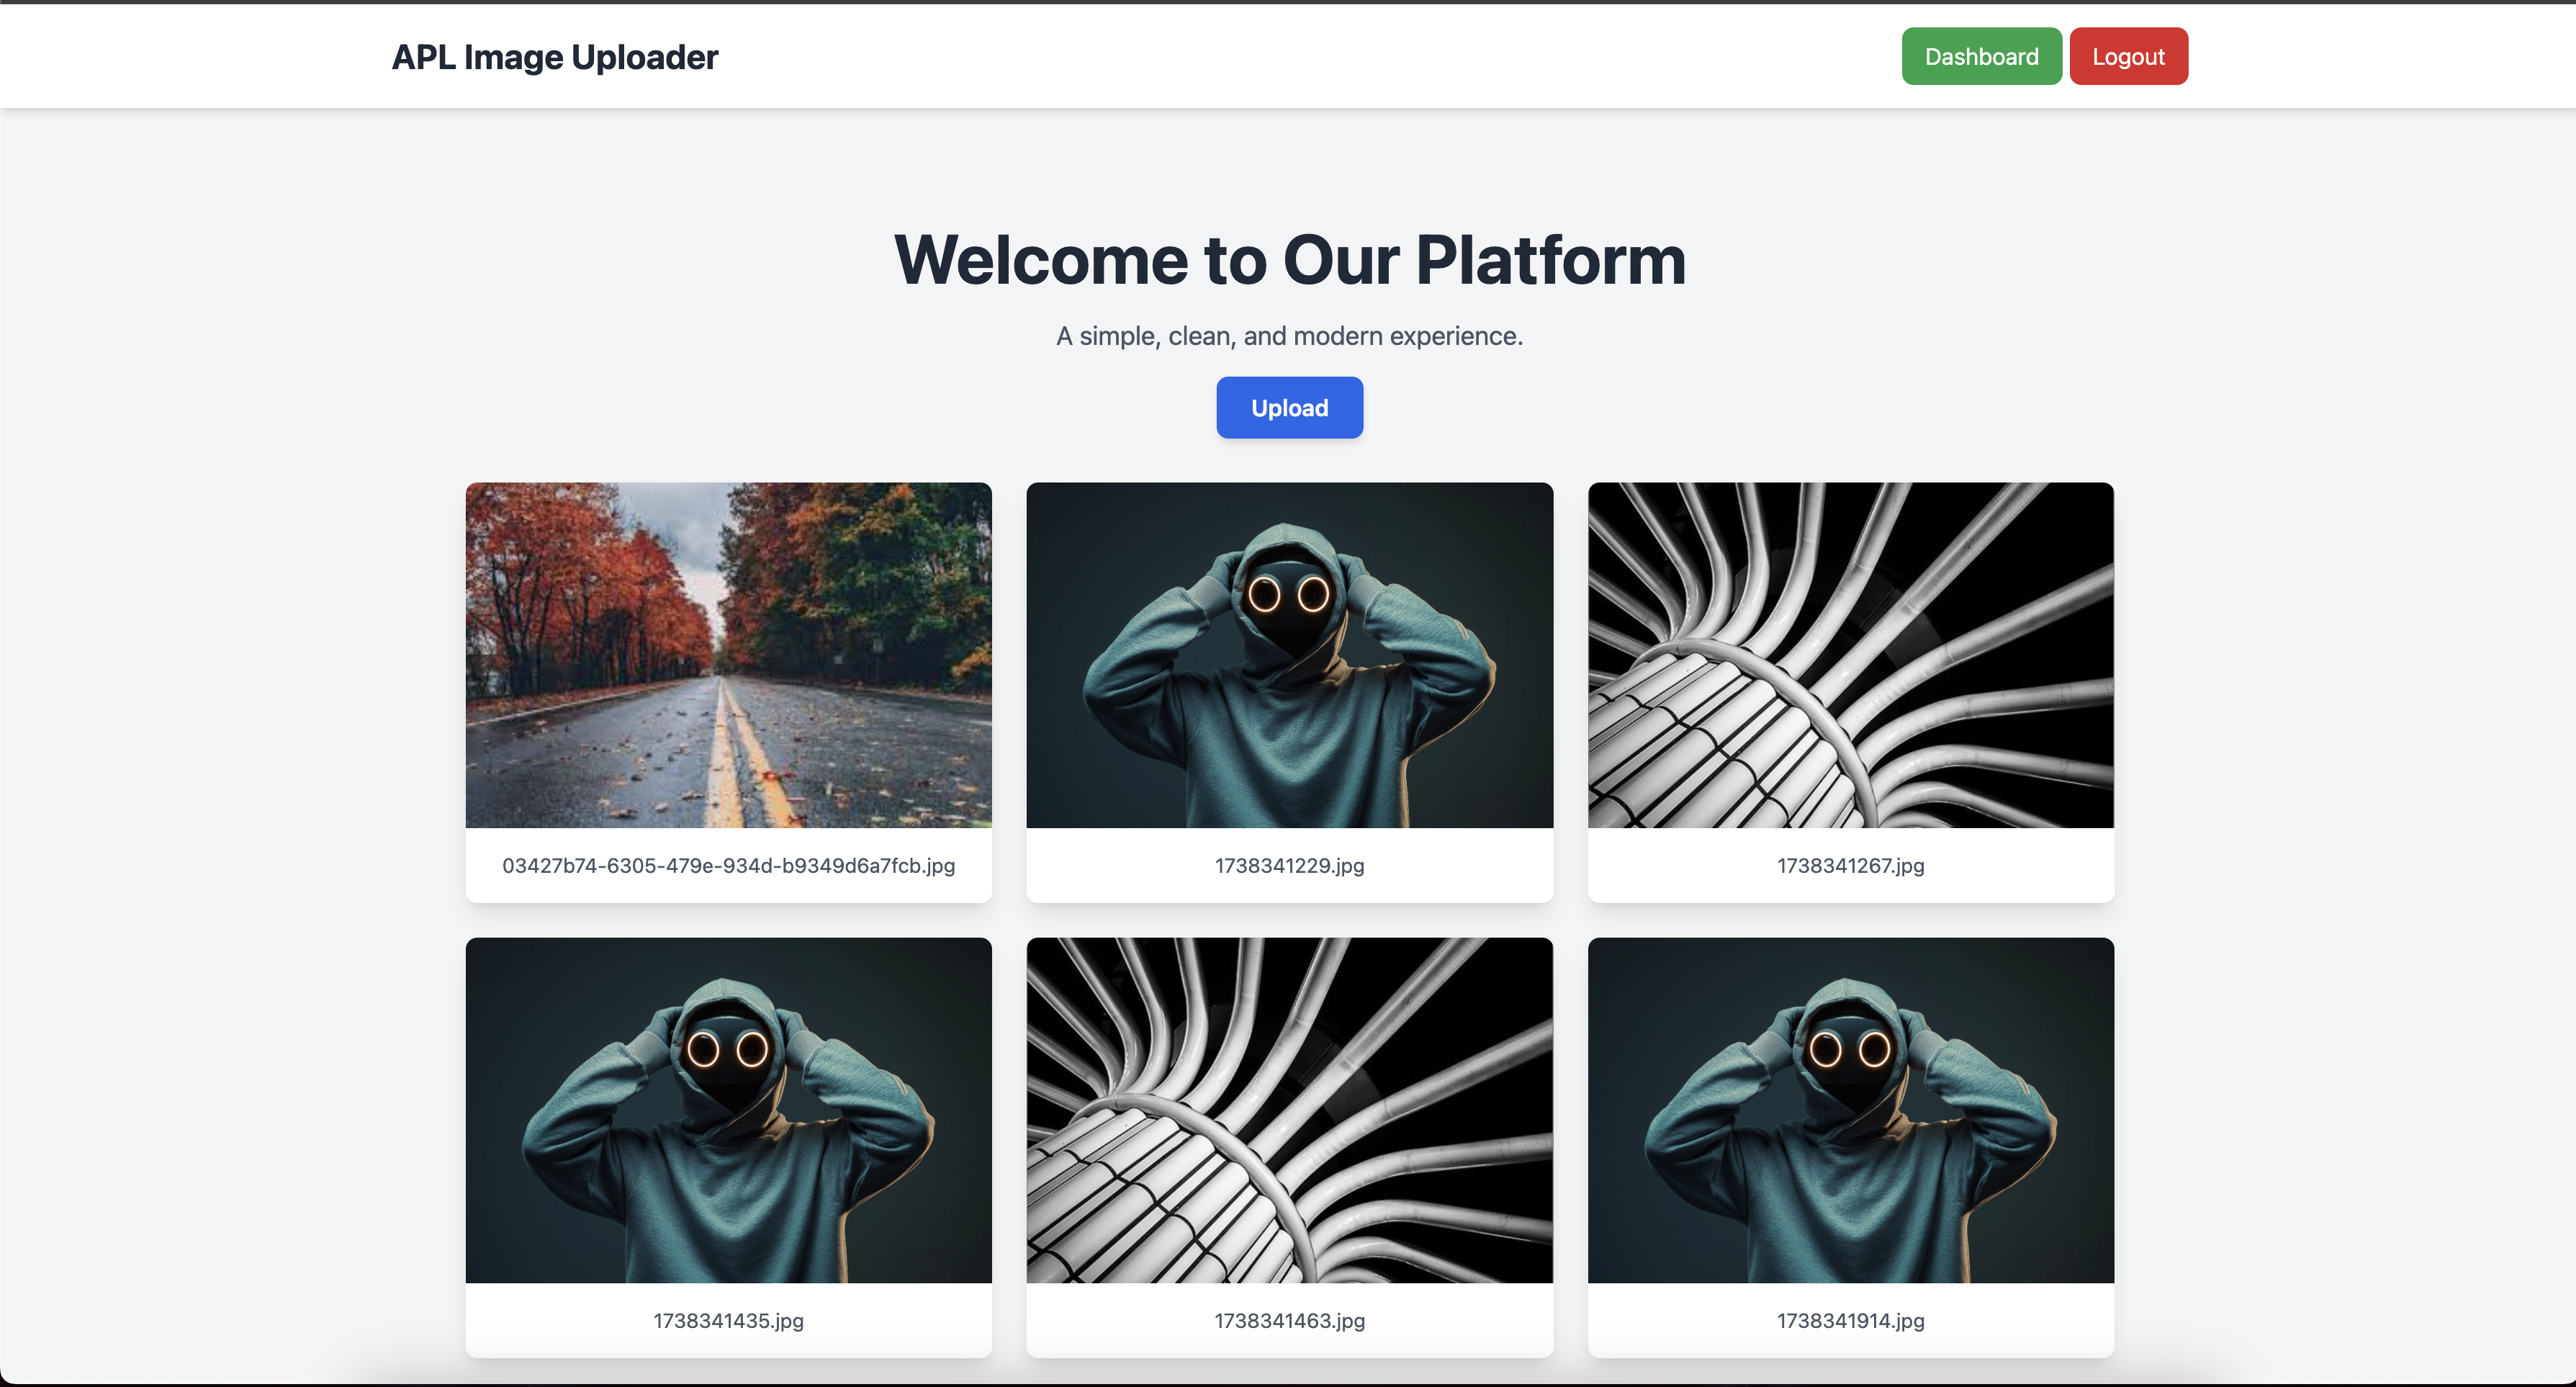 APL Image Uploader
Dashboard
Logout
Welcome to Our Platform
A simple, clean, and modern experience.
Upload
03427b74-6305-479e-934d-b9349d6a7fcb.jpg
1738341229.jpg
1738341267.jpg
1738341435.jpg
1738341463.jpg
1738341914.jpg